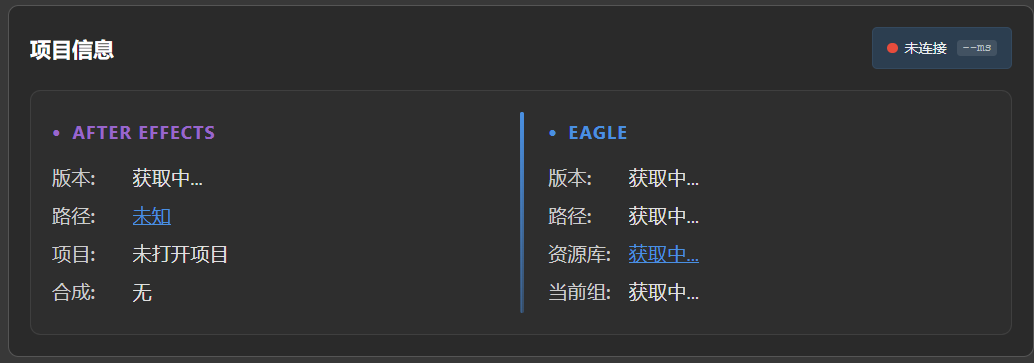 项目信息
未连接 --ms
• AFTER EFFECTS
版本: 获取中...
路径: 未知
项目: 未打开项目
合成: 无
• EAGLE
版本: 获取中...
路径: 获取中...
资源库: 获取中...
当前组: 获取中...